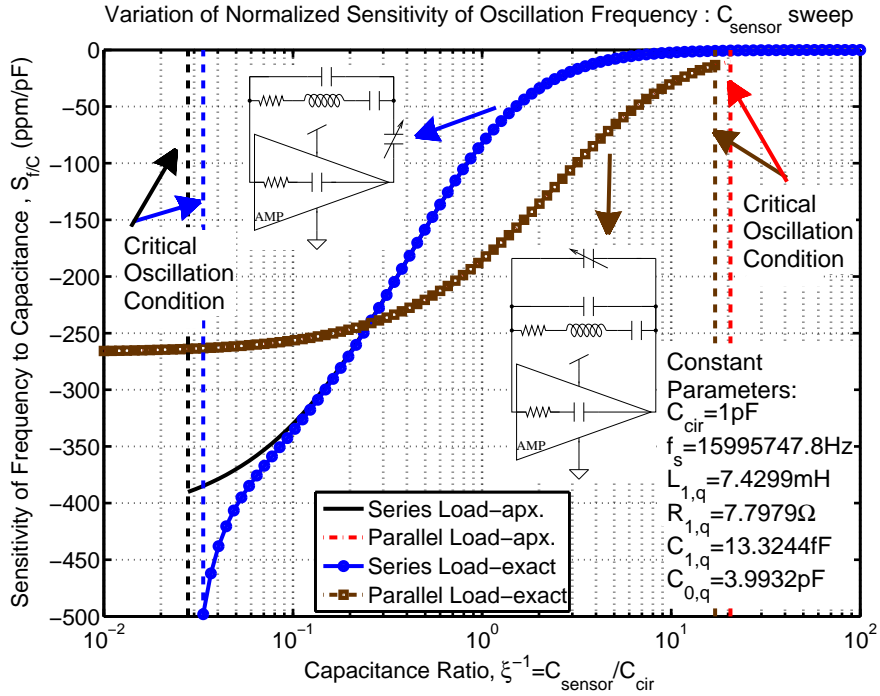 Variation of Normalized Sensitivity of Oscillation Frequency : C_sensor sweep
Sensitivity of Frequency to Capacitance , S_f/C (ppm/pF)
0
−50
−100
−150
−200
−250
−300
−350
−400
−450
−500
AMP
Critical
Oscillation
Condition
Critical
Oscillation
Condition
AMP
Constant
Parameters:
C_cir=1pF
f_s=15995747.8Hz
L_1,q=7.4299mH
R_1,q=7.7979Ω
C_1,q=13.3244fF
C_0,q=3.9932pF
Series Load−apx.
Parallel Load−apx.
Series Load−exact
Parallel Load−exact
10^−2
10^−1
10^0
10^1
10^2
Capacitance Ratio, ξ^−1=C_sensor/C_cir